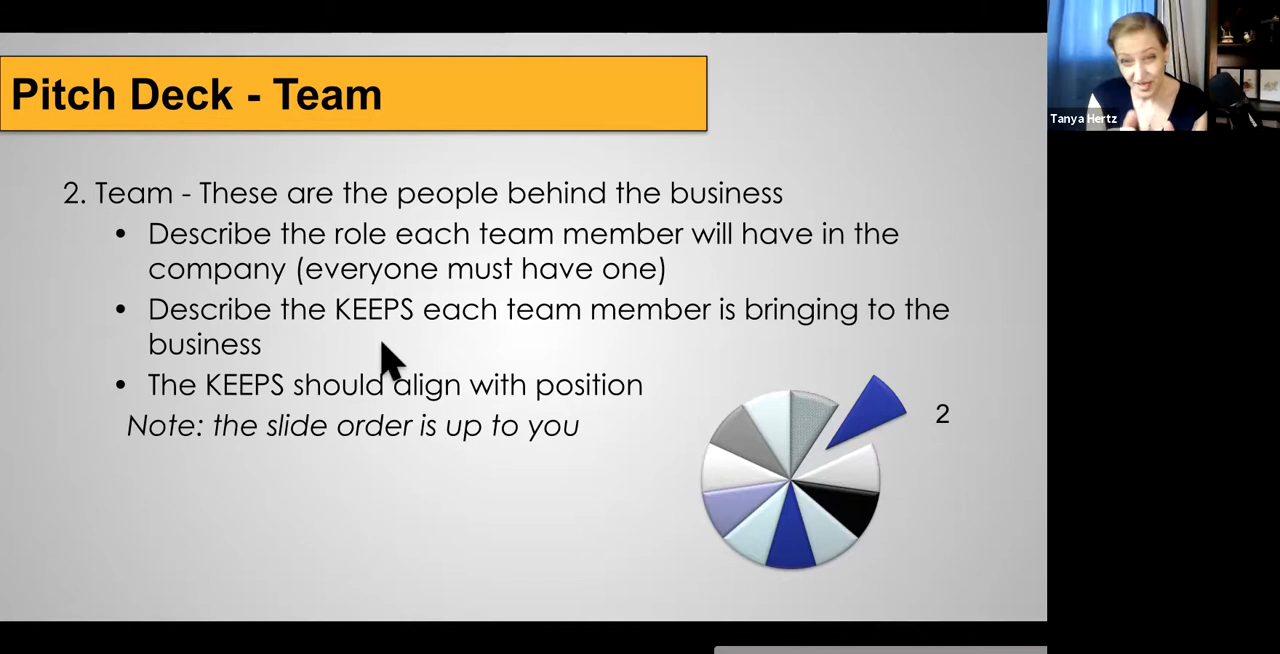 Pitch Deck - Team
Tanya Hertz
2. Team - These are the people behind the business
• Describe the role each team member will have in the
company (everyone must have one)
• Describe the KEEPS each team member is bringing to the
business
• The KEEPS should align with position
Note: the slide order is up to you
2